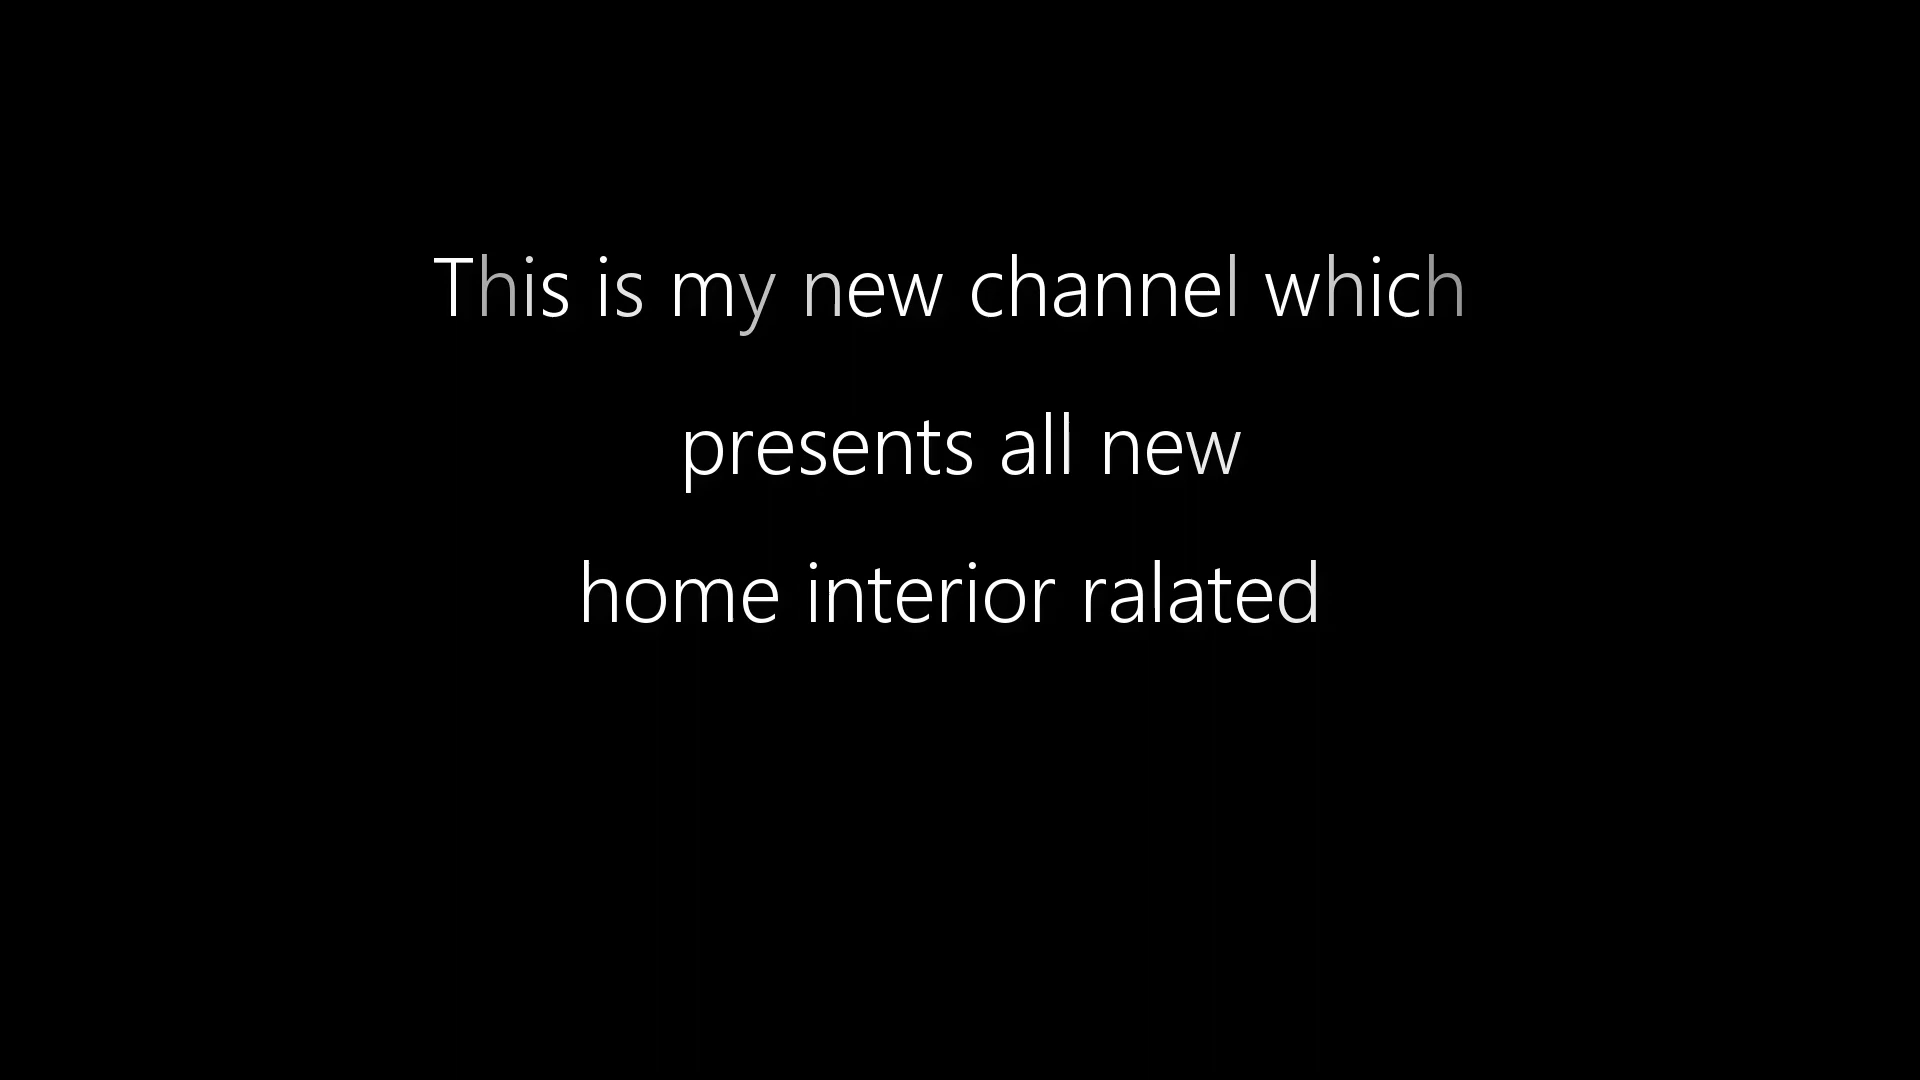 This is my new channel which
presents all new
home interior ralated